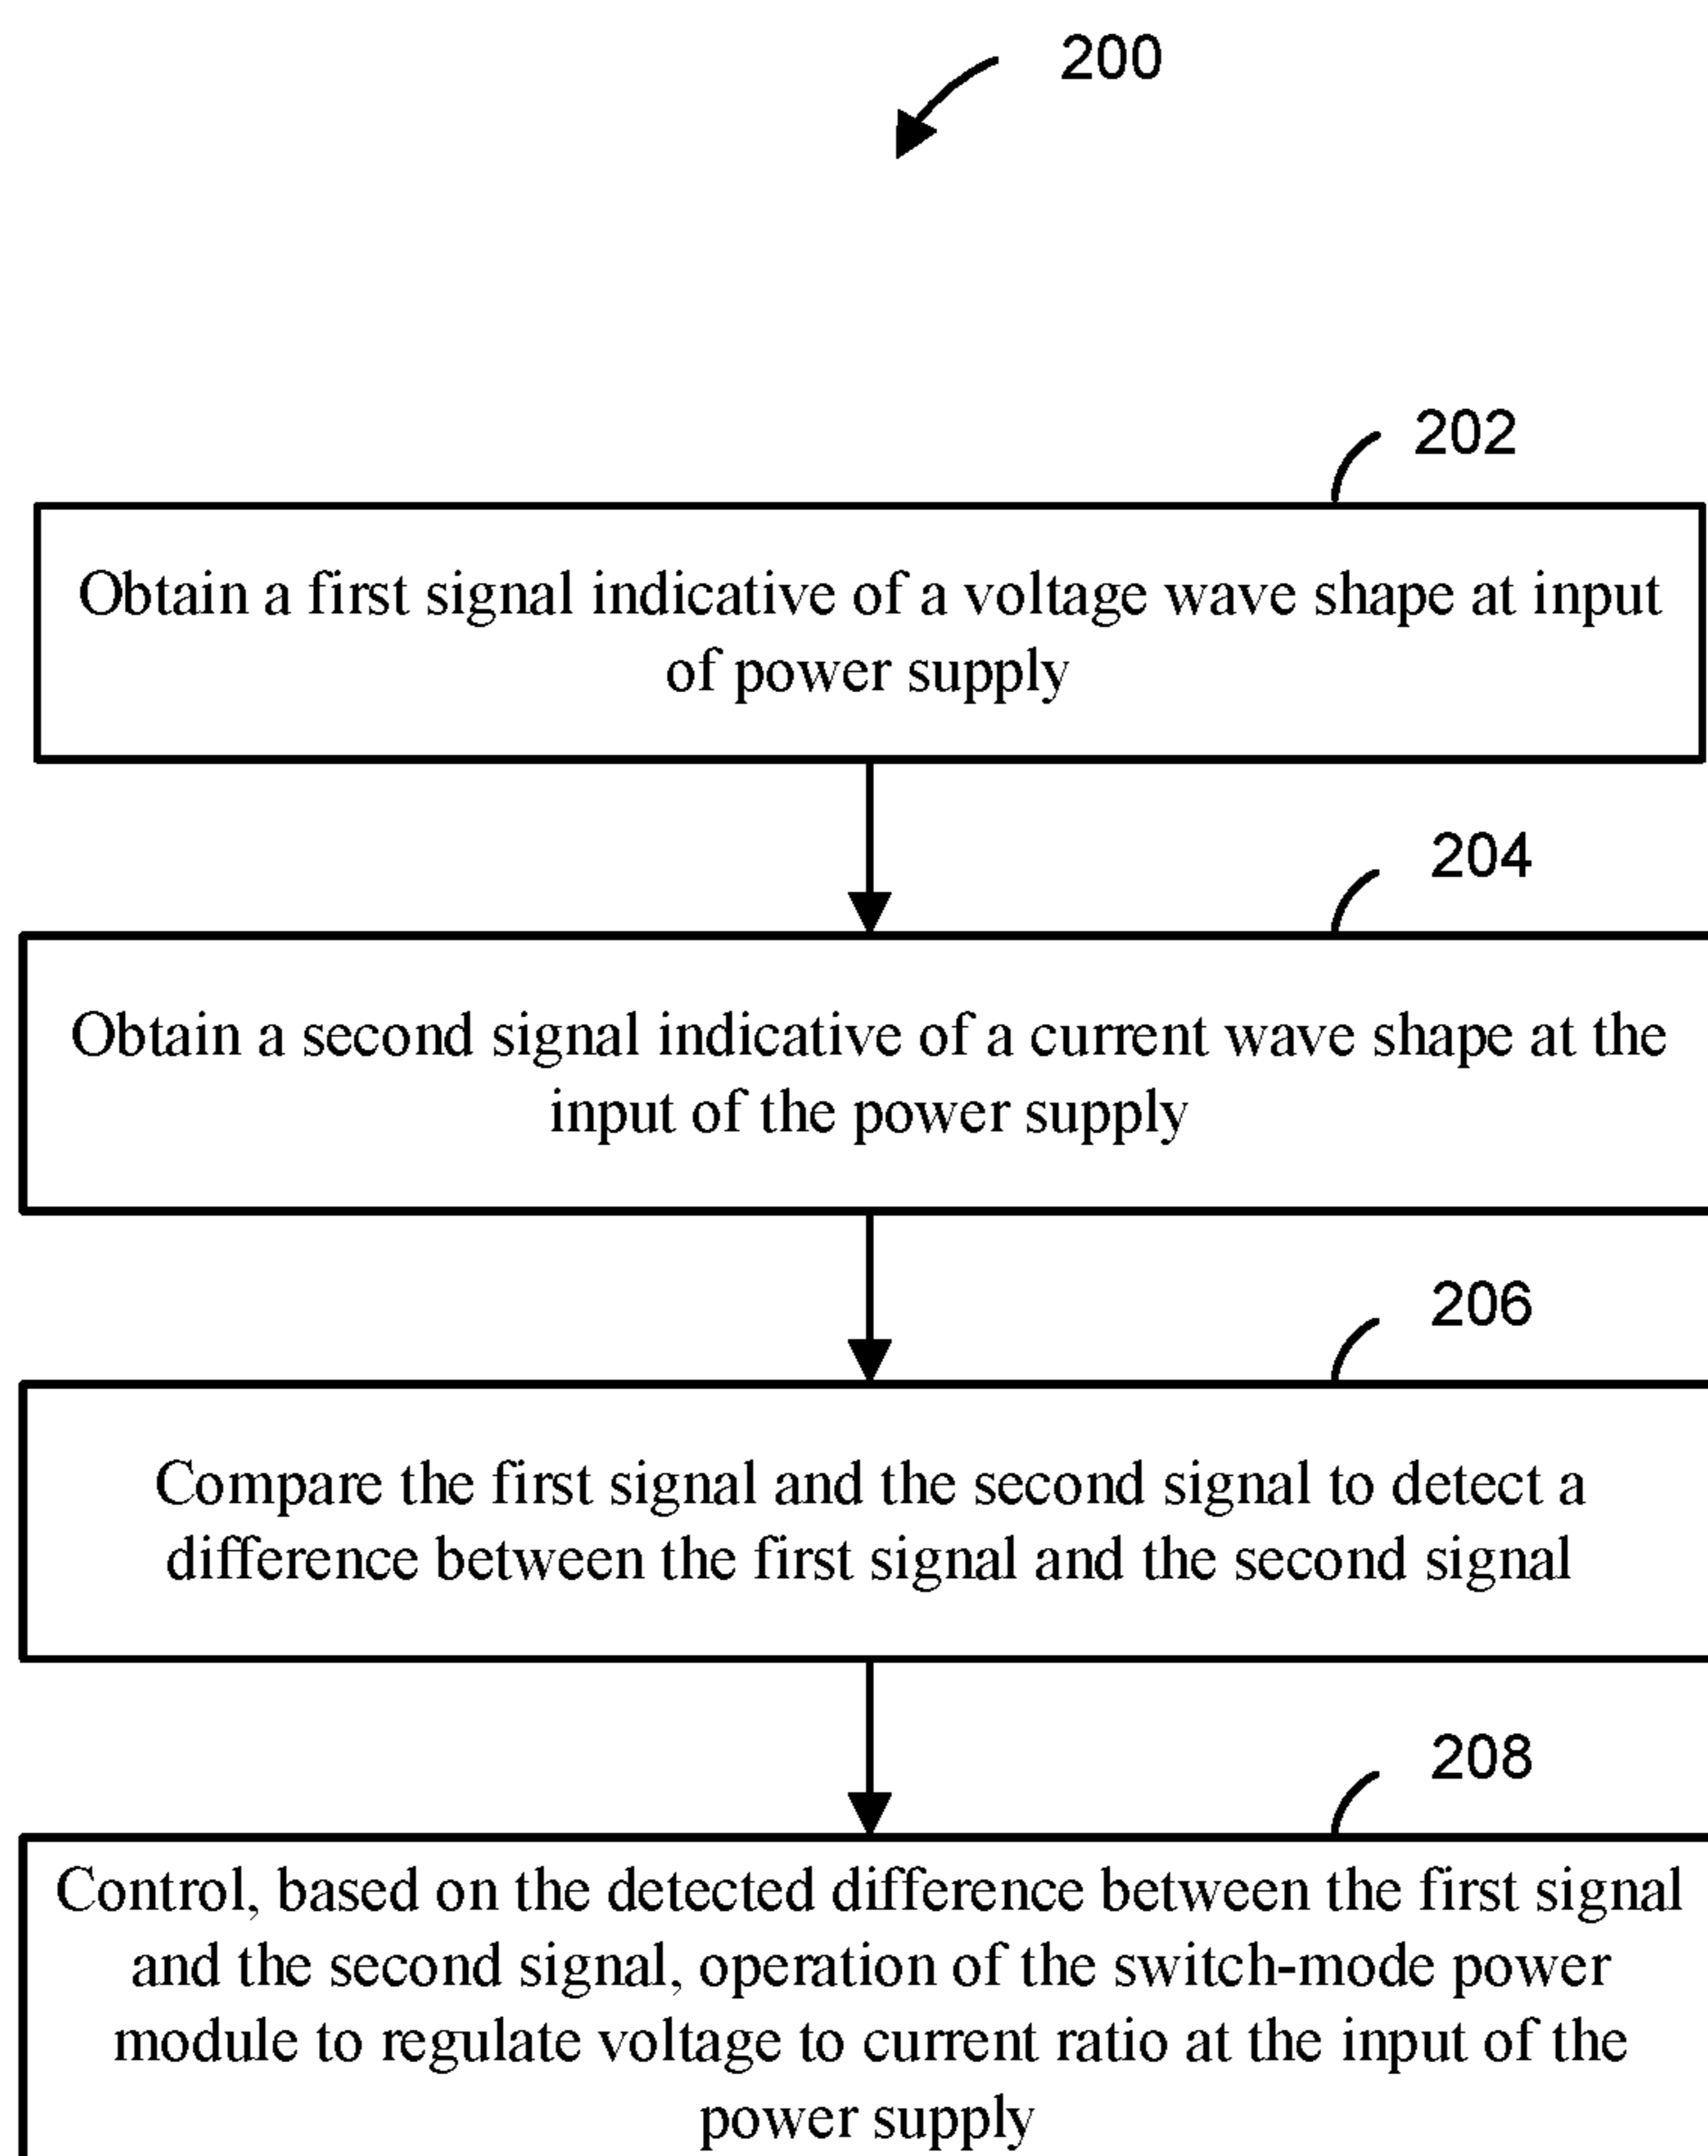 200
202
Obtain a first signal indicative of a voltage wave shape at input
of power supply
204
Obtain a second signal indicative of a current wave shape at the
input of the power supply
206
Compare the first signal and the second signal to detect a
difference between the first signal and the second signal
208
Control, based on the detected difference between the first signal
and the second signal, operation of the switch-mode power
module to regulate voltage to current ratio at the input of the
power supply